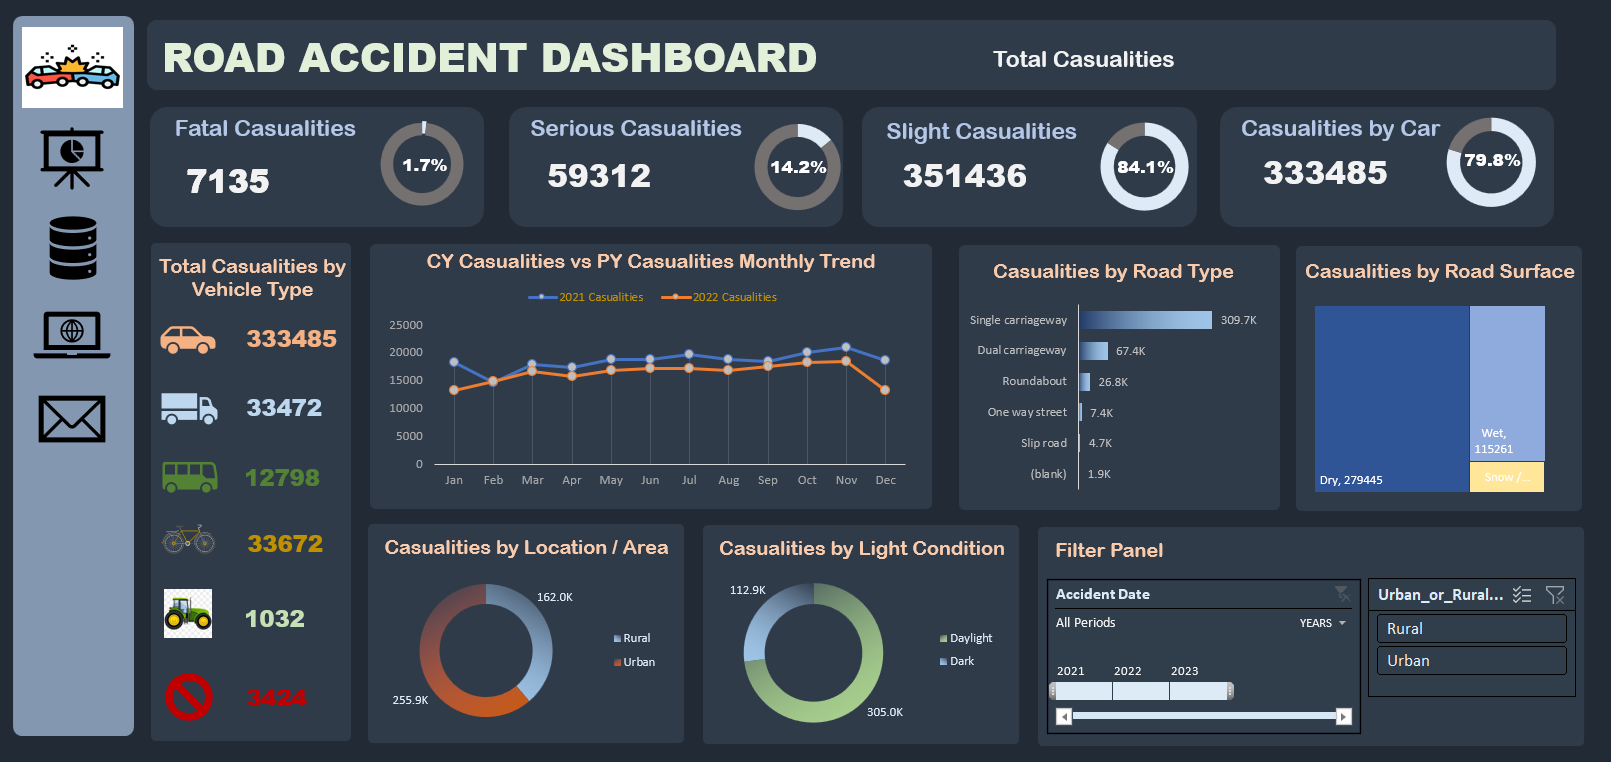 ROAD ACCIDENT DASHBOARD
Total Casualities
Fatal Casualities
7135
1.7%
Serious Casualities
59312
14.2%
Slight Casualities
351436
84.1%
Casualities by Car
333485
79.8%
Total Casualities by
Vehicle Type
333485
33472
12798
33672
1032
3424
CY Casualities vs PY Casualities Monthly Trend
2021 Casualities
2022 Casualities
25000
20000
15000
10000
5000
0
Jan Feb Mar Apr May Jun Jul Aug Sep Oct Nov Dec
Casualities by Road Type
Single carriageway 309.7K
Dual carriageway 67.4K
Roundabout 26.8K
One way street 7.4K
Slip road 4.7K
(blank) 1.9K
Casualities by Road Surface
Wet,
115261
Dry, 279445
Snow /...
Casualities by Location / Area
162.0K
Rural
Urban
255.9K
Casualities by Light Condition
112.9K
Daylight
Dark
305.0K
Filter Panel
Accident Date
All Periods YEARS
2021 2022 2023
Urban_or_Rural...
Rural
Urban